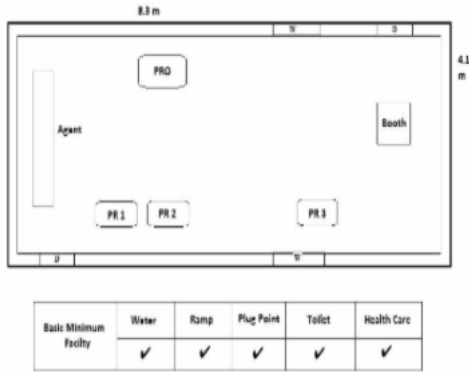 8.3 m
W D
4.1
m
PRO
Agent
Booth
PR 1 PR 2 PR 3
D W
Basic Minimum Water Ramp Plug Point Toilet Health Care
Facilty ✓ ✓ ✓ ✓ ✓